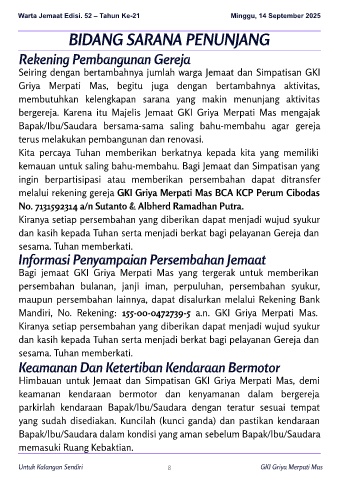 Warta Jemaat Edisi. 52 – Tahun Ke-21 Minggu, 14 September 2025
BIDANG SARANA PENUNJANG
Rekening Pembangunan Gereja
Seiring dengan bertambahnya jumlah warga Jemaat dan Simpatisan GKI
Griya Merpati Mas, begitu juga dengan bertambahnya aktivitas,
membutuhkan kelengkapan sarana yang makin menunjang aktivitas
bergereja. Karena itu Majelis Jemaat GKI Griya Merpati Mas mengajak
Bapak/Ibu/Saudara bersama-sama saling bahu-membahu agar gereja
terus melakukan pembangunan dan renovasi.
Kita percaya Tuhan memberikan berkatnya kepada kita yang memiliki
kemauan untuk saling bahu-membahu. Bagi Jemaat dan Simpatisan yang
ingin berpartisipasi atau memberikan persembahan dapat ditransfer
melalui rekening gereja GKI Griya Merpati Mas BCA KCP Perum Cibodas
No. 7131592314 a/n Sutanto & Albherd Ramadhan Putra.
Kiranya setiap persembahan yang diberikan dapat menjadi wujud syukur
dan kasih kepada Tuhan serta menjadi berkat bagi pelayanan Gereja dan
sesama. Tuhan memberkati.
Informasi Penyampaian Persembahan Jemaat
Bagi jemaat GKI Griya Merpati Mas yang tergerak untuk memberikan
persembahan bulanan, janji iman, perpuluhan, persembahan syukur,
maupun persembahan lainnya, dapat disalurkan melalui Rekening Bank
Mandiri, No. Rekening: 155-00-0472739-5 a.n. GKI Griya Merpati Mas.
Kiranya setiap persembahan yang diberikan dapat menjadi wujud syukur
dan kasih kepada Tuhan serta menjadi berkat bagi pelayanan Gereja dan
sesama. Tuhan memberkati.
Keamanan Dan Ketertiban Kendaraan Bermotor
Himbauan untuk Jemaat dan Simpatisan GKI Griya Merpati Mas, demi
keamanan kendaraan bermotor dan kenyamanan dalam bergereja
parkirlah kendaraan Bapak/Ibu/Saudara dengan teratur sesuai tempat
yang sudah disediakan. Kuncilah (kunci ganda) dan pastikan kendaraan
Bapak/Ibu/Saudara dalam kondisi yang aman sebelum Bapak/Ibu/Saudara
memasuki Ruang Kebaktian.
Untuk Kalangan Sendiri 8 GKI Griya Merpati Mas